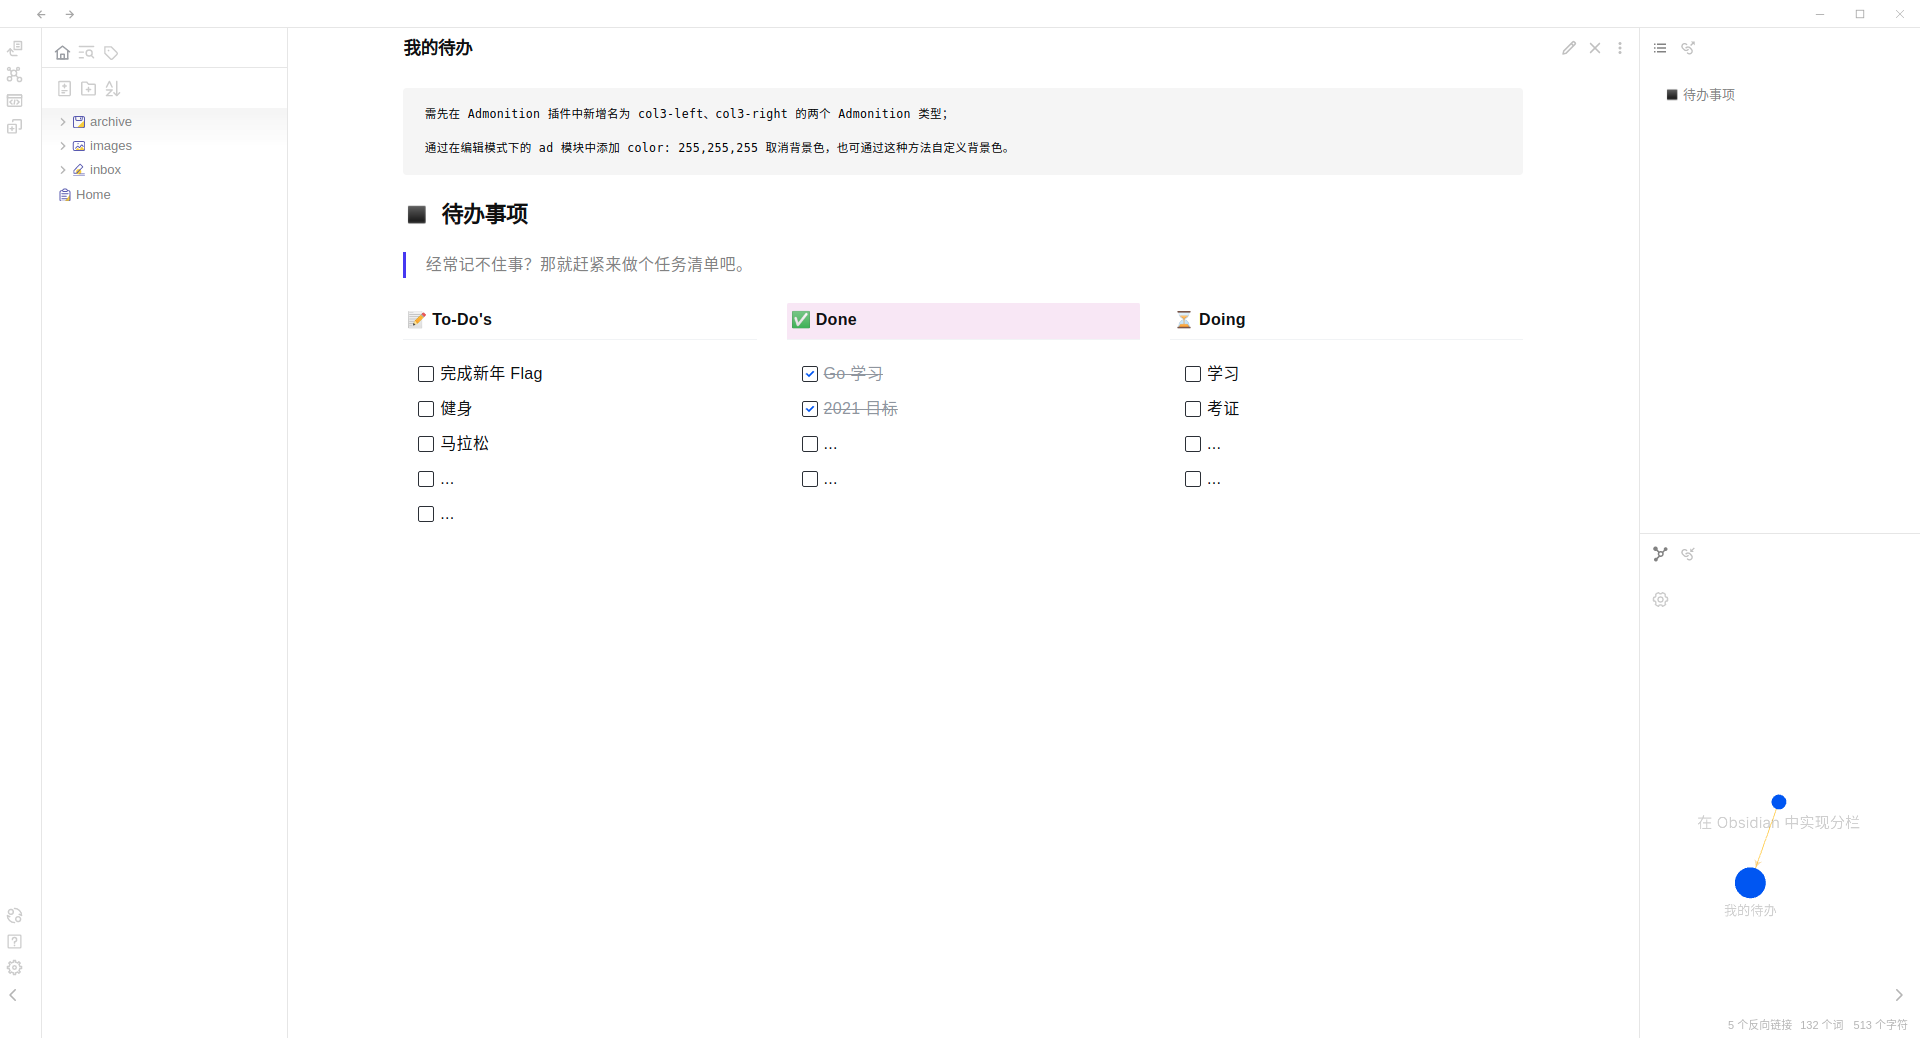 我的待办
archive
images
inbox
Home
需先在 Admonition 插件中新增名为 col3-left、col3-right 的两个 Admonition 类型；
通过在编辑模式下的 ad 模块中添加 color: 255,255,255 取消背景色，也可通过这种方法自定义背景色。
待办事项
经常记不住事？那就赶紧来做个任务清单吧。
To-Do's
完成新年 Flag
健身
马拉松
...
...
Done
Go 学习
2021 目标
...
...
Doing
学习
考证
...
...
待办事项
在 Obsidian 中实现分栏
我的待办
5 个反向链接 132 个词 513 个字符